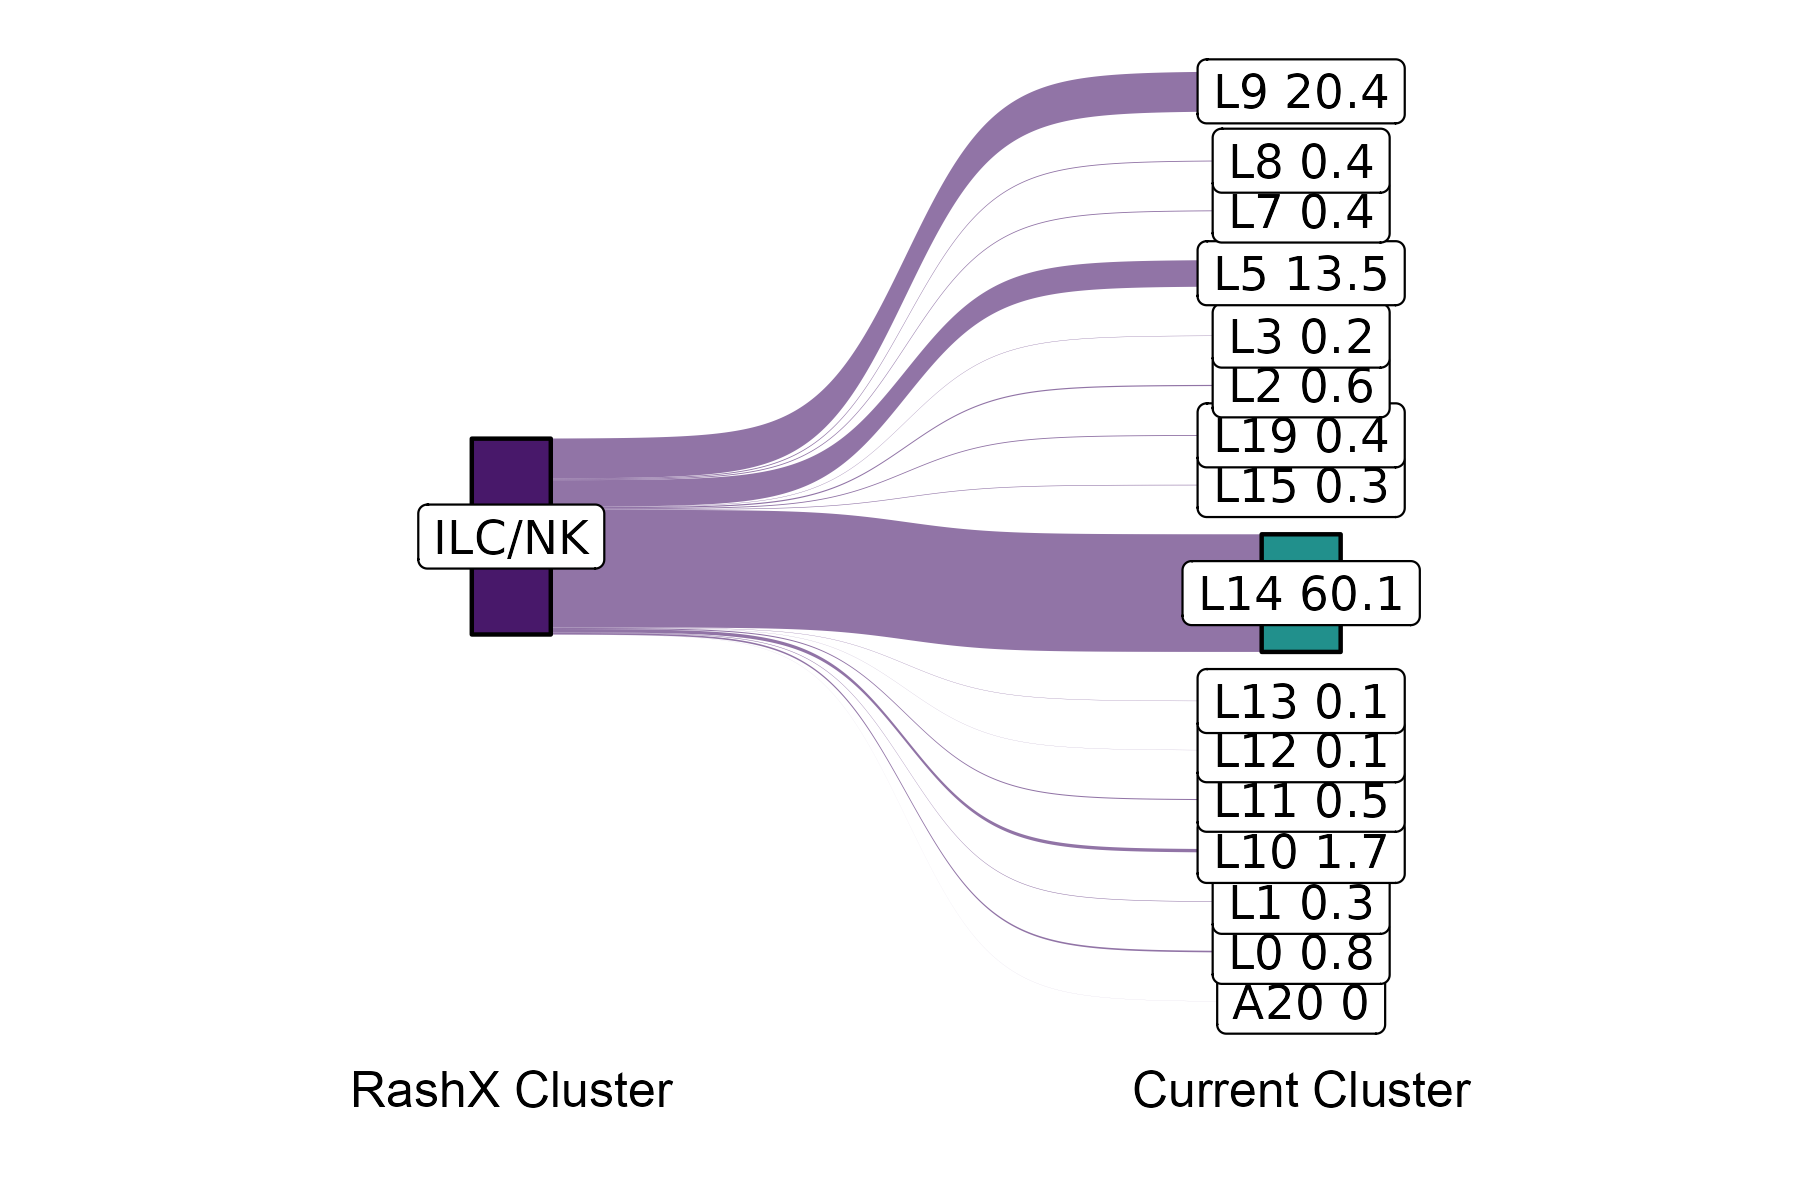 L9 20.4
L8 0.4
L7 0.4
L5 13.5
L3 0.2
L2 0.6
L19 0.4
L15 0.3
ILC/NK
L14 60.1
L13 0.1
L12 0.1
L11 0.5
L10 1.7
L1 0.3
L0 0.8
A20 0
RashX Cluster
Current Cluster